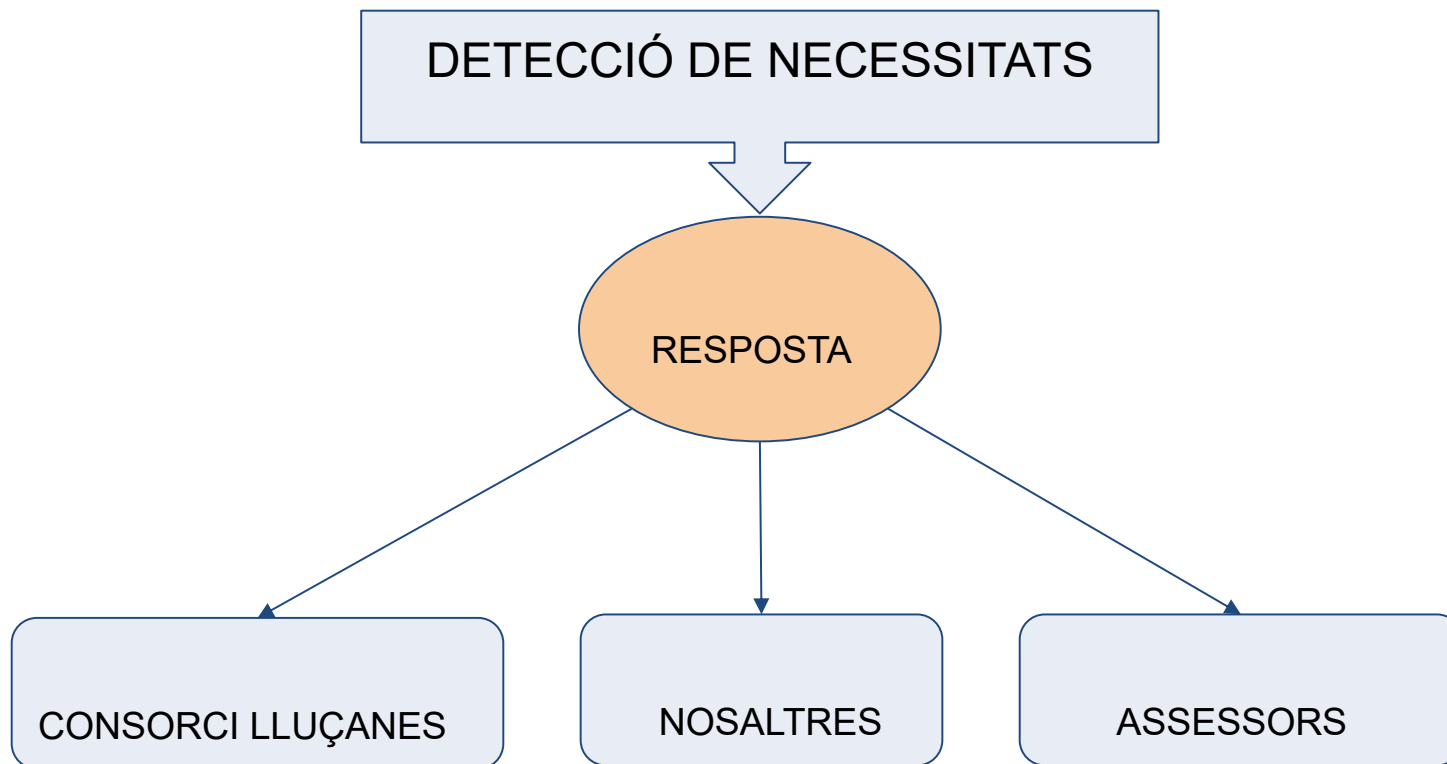 DETECCIÓ DE NECESSITATS
RESPOSTA
CONSORCI LLUÇANES
NOSALTRES
ASSESSORS